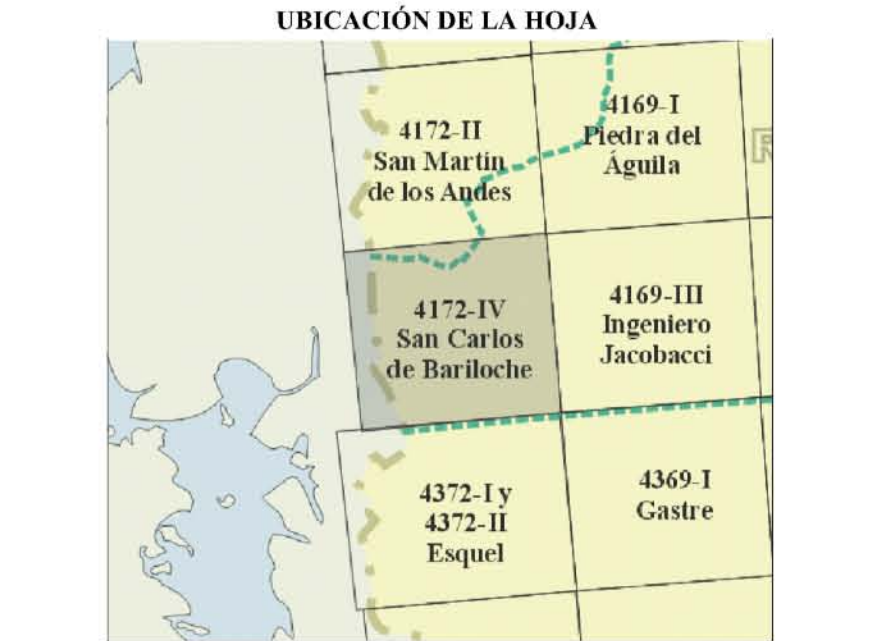 UBICACIÓN DE LA HOJA
4172-II
San Martín
de los Andes
4169-I
Piedra del
Águila
R
4172-IV
San Carlos
de Bariloche
4169-III
Ingeniero
Jacobacci
4372-I y
4372-II
Esquel
4369-I
Gastre